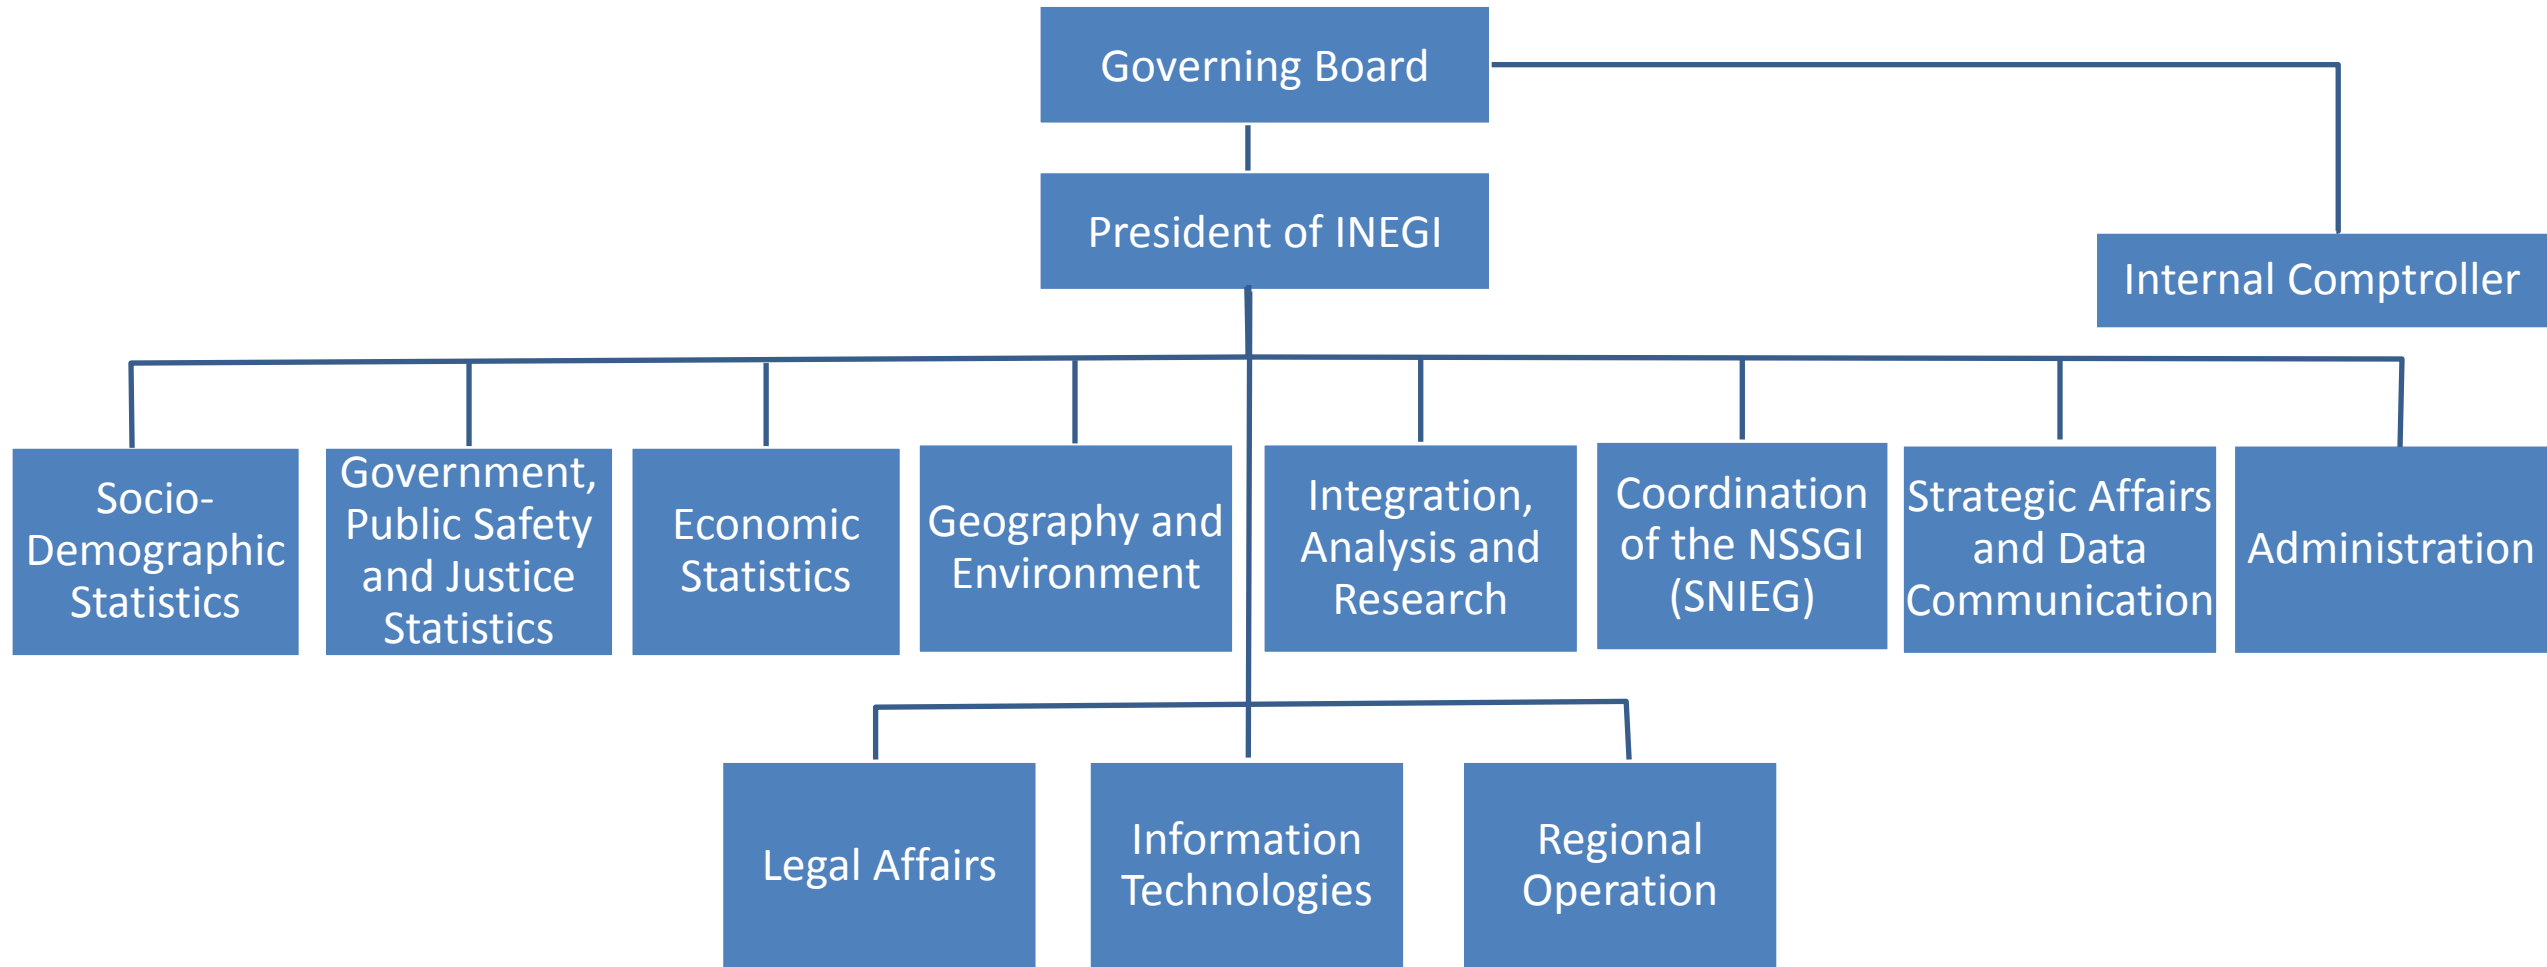 Governing Board
President of INEGI
Internal Comptroller
Socio-
Demographic
Statistics
Government,
Public Safety
and Justice
Statistics
Economic
Statistics
Geography and
Environment
Integration,
Analysis and
Research
Coordination
of the NSSGI
(SNIEG)
Strategic Affairs
and Data
Communication
Administration
Legal Affairs
Information
Technologies
Regional
Operation